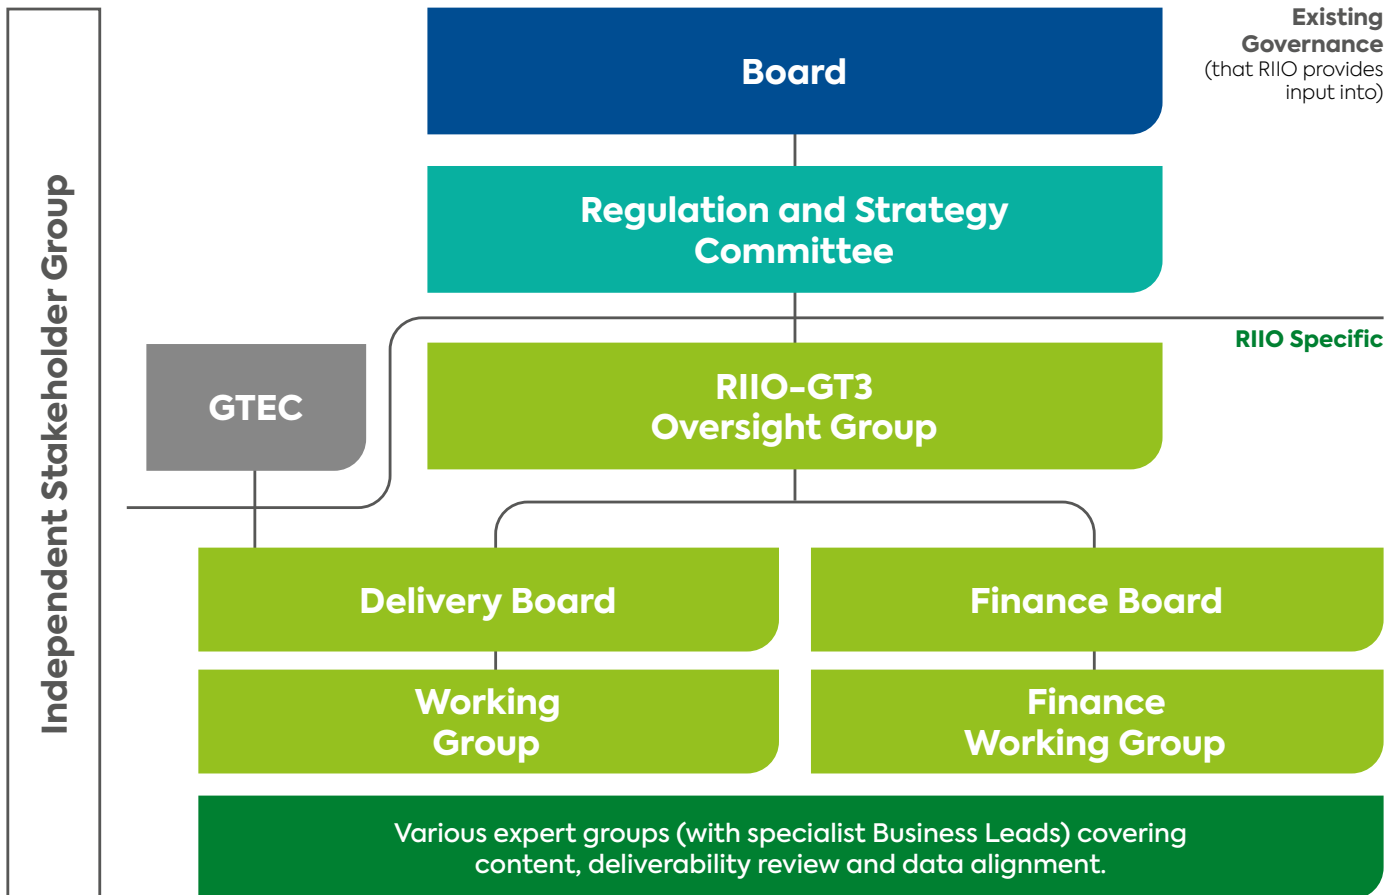 Independent Stakeholder Group
Board
Existing
Governance
(that RIIO provides
input into)
Regulation and Strategy
Committee
RIIO Specific
GTEC
RIIO-GT3
Oversight Group
Delivery Board
Finance Board
Working
Group
Finance
Working Group
Various expert groups (with specialist Business Leads) covering
content, deliverability review and data alignment.